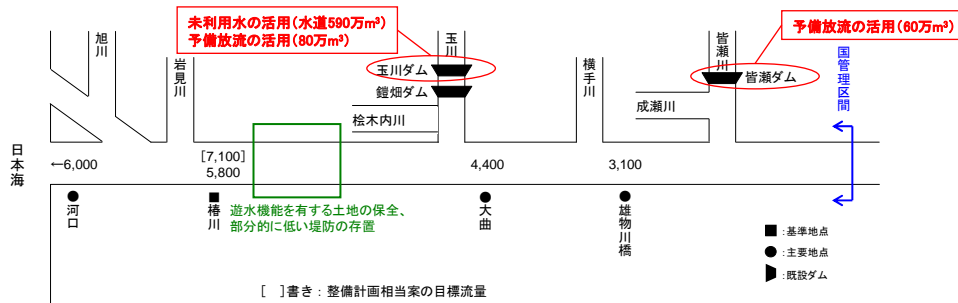 未利用水の活用(水道590万m³)
予備放流の活用(80万m³)
予備放流の活用(60万m³)
旭川
岩見川
玉川
玉川ダム
鎧畑ダム
桧木内川
横手川
皆瀬川
皆瀬ダム
成瀬川
国管理区間
日本海
←6,000
[7,100]
5,800
4,400
3,100
河口
椿川
遊水機能を有する土地の保全、
部分的に低い堤防の存置
大曲
雄物川橋
■:基準地点
●:主要地点
:既設ダム
[ ]書き:整備計画相当案の目標流量